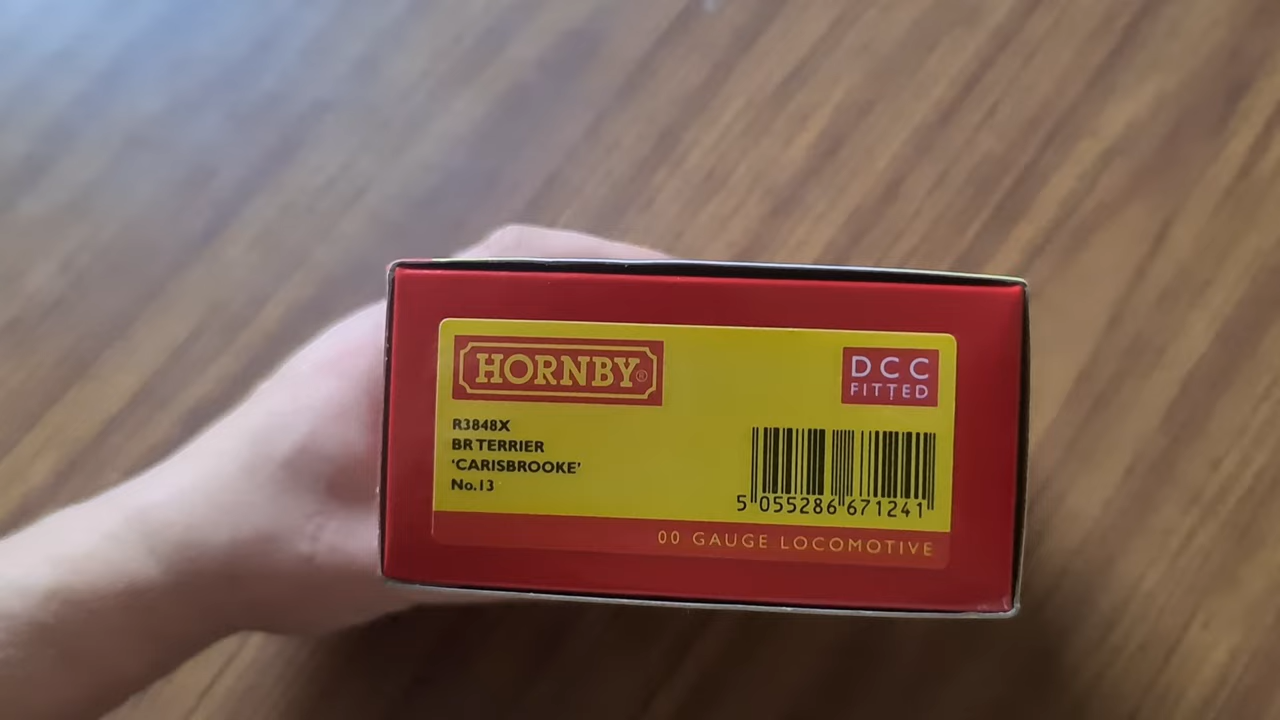 HORNBY®
DCC
FITTED
R3848X
BR TERRIER
'CARISBROOKE'
No.13
5 055286 671241
00 GAUGE LOCOMOTIVE